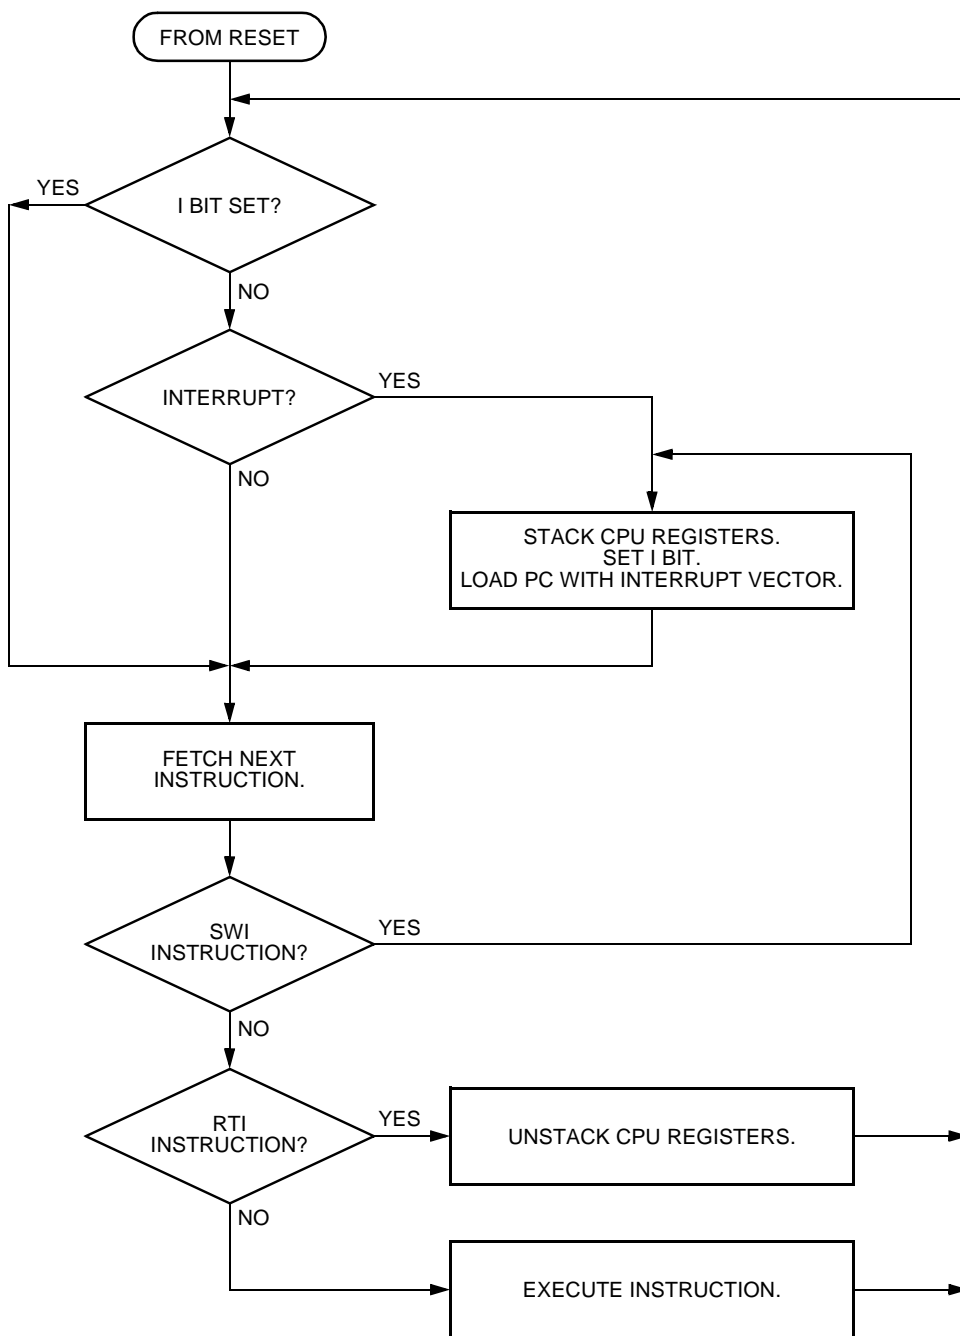 FROM RESET
YES
I BIT SET?
NO
YES
INTERRUPT?
NO
STACK CPU REGISTERS.
SET I BIT.
LOAD PC WITH INTERRUPT VECTOR.
FETCH NEXT
INSTRUCTION.
SWI
INSTRUCTION?
YES
NO
RTI
INSTRUCTION?
YES
UNSTACK CPU REGISTERS.
NO
EXECUTE INSTRUCTION.